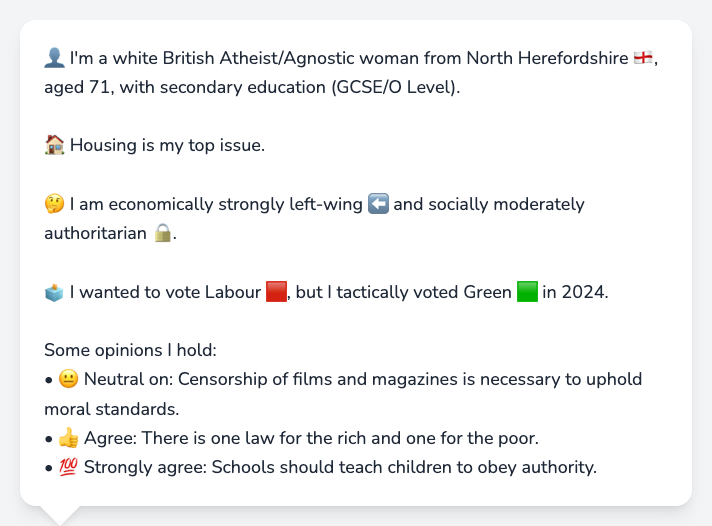 👤 I'm a white British Atheist/Agnostic woman from North Herefordshire 🏴󠁧󠁢󠁥󠁮󠁧󠁿,
aged 71, with secondary education (GCSE/O Level).
🏠 Housing is my top issue.
🤔 I am economically strongly left-wing ⬅️ and socially moderately
authoritarian 🔒.
🗳️ I wanted to vote Labour 🟥, but I tactically voted Green 🟩 in 2024.
Some opinions I hold:
• 😐 Neutral on: Censorship of films and magazines is necessary to uphold
moral standards.
• 👍 Agree: There is one law for the rich and one for the poor.
• 💯 Strongly agree: Schools should teach children to obey authority.